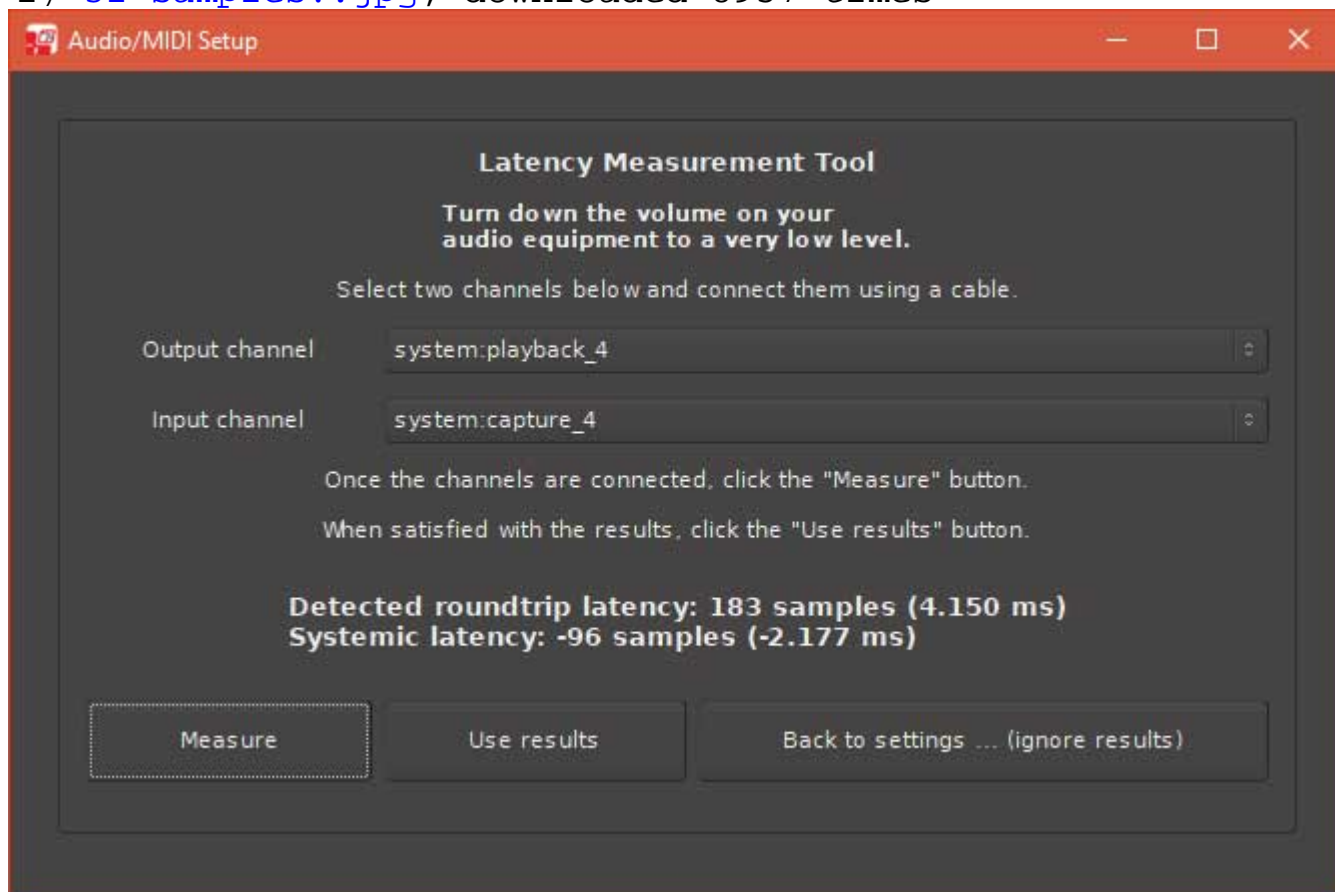 Audio/MIDI Setup
Latency Measurement Tool
Turn down the volume on your
audio equipment to a very low level.
Select two channels below and connect them using a cable.
Output channel system:playback_4
Input channel system:capture_4
Once the channels are connected, click the "Measure" button.
When satisfied with the results, click the "Use results" button.
Detected roundtrip latency: 183 samples (4.150 ms)
Systemic latency: -96 samples (-2.177 ms)
Measure Use results Back to settings ... (ignore results)